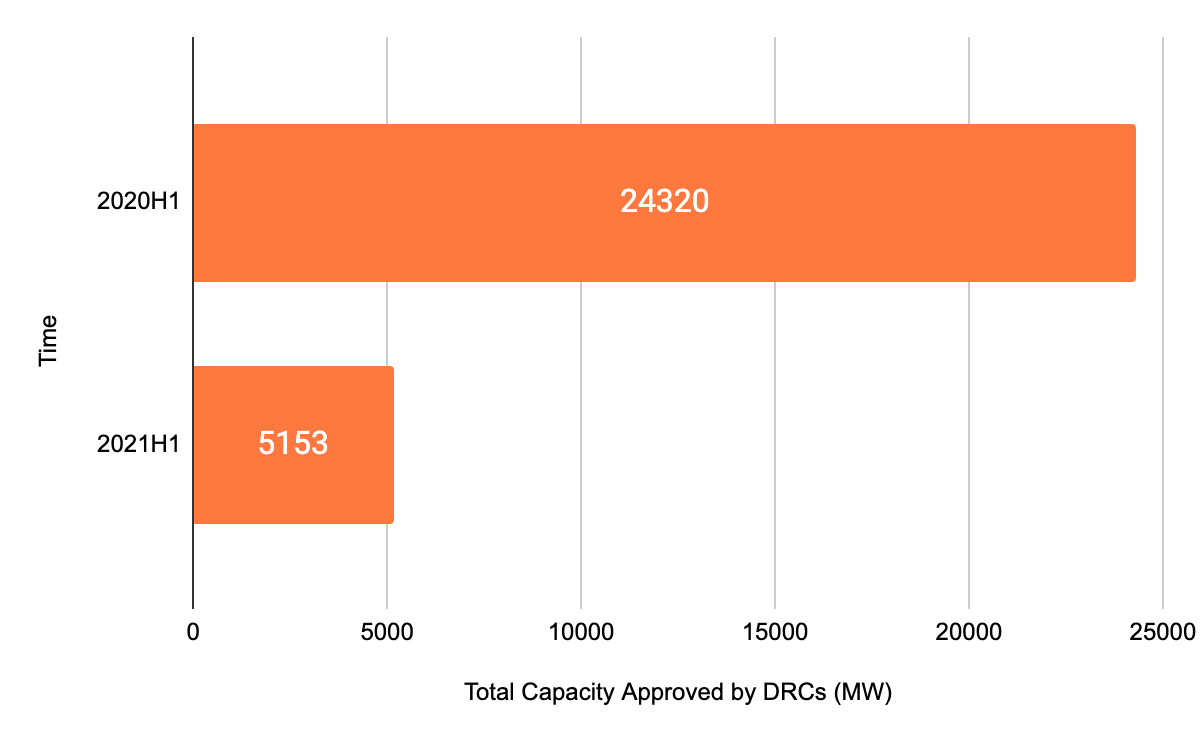 2020H1
24320
Time
2021H1
5153
0 5000 10000 15000 20000 25000
Total Capacity Approved by DRCs (MW)